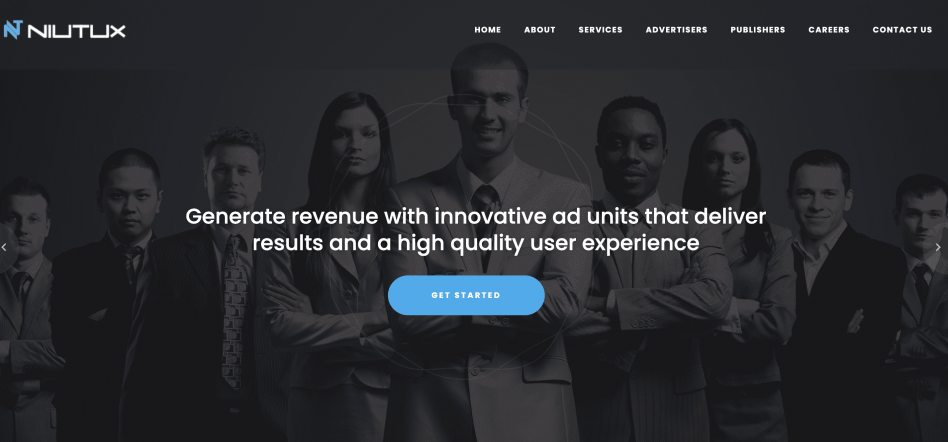 NIUTUX
HOME ABOUT SERVICES ADVERTISERS PUBLISHERS CAREERS CONTACT US
Generate revenue with innovative ad units that deliver
results and a high quality user experience
GET STARTED